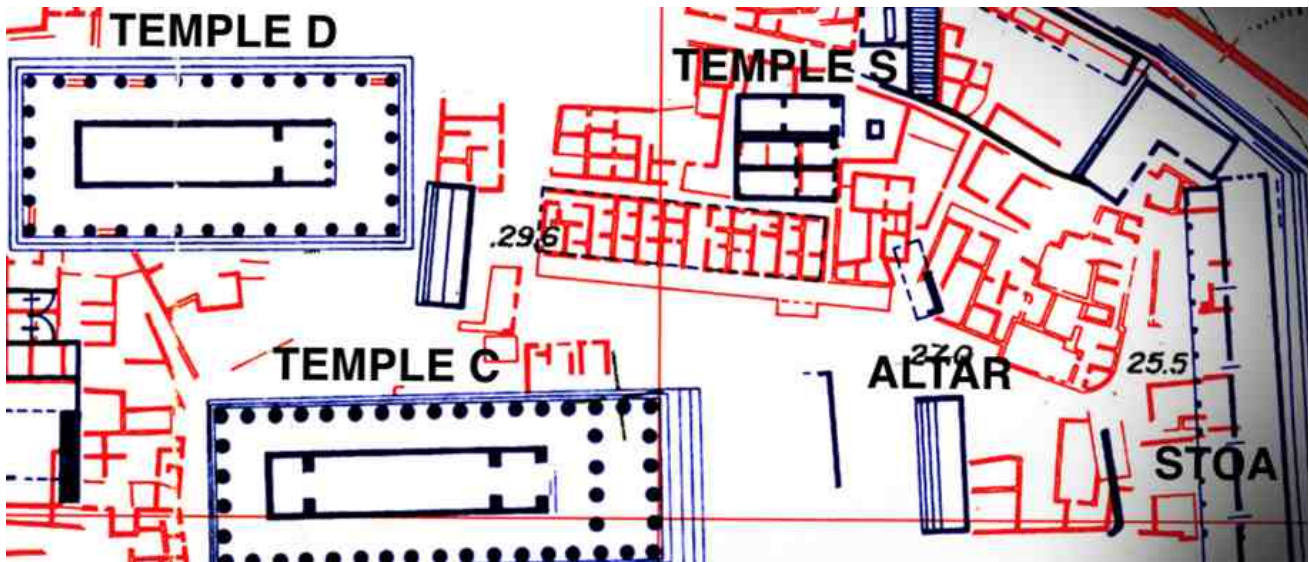 TEMPLE D
TEMPLE S
.29.6
TEMPLE C
27.0
ALTAR
25.5
STOA